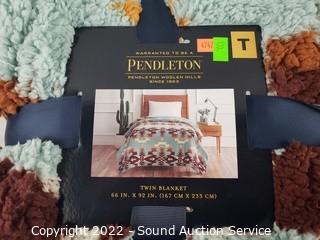 WARRANTED TO BE A
PENDLETON
PENDLETON WOOLEN MILLS
SINCE 1863
4747
T
TWIN BLANKET
66 IN. X 92 IN. (167 CM X 233 CM)
Copyright 2022 - Sound Auction Service